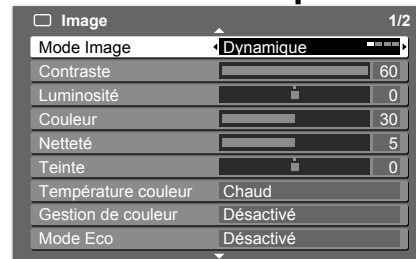 Image 1/2
Mode Image Dynamique
Contraste 60
Luminosité 0
Couleur 30
Netteté 5
Teinte 0
Température couleur Chaud
Gestion de couleur Désactivé
Mode Eco Désactivé